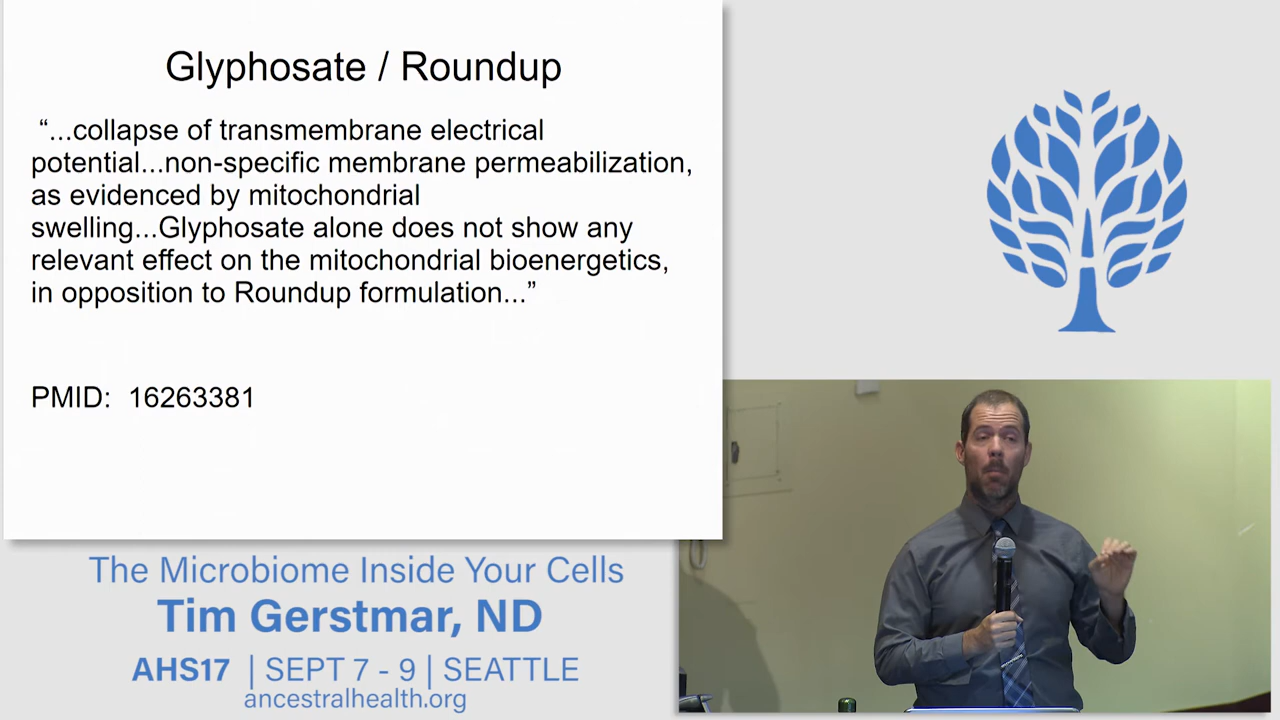 Glyphosate / Roundup
“...collapse of transmembrane electrical
potential...non-specific membrane permeabilization,
as evidenced by mitochondrial
swelling...Glyphosate alone does not show any
relevant effect on the mitochondrial bioenergetics,
in opposition to Roundup formulation...”
PMID:  16263381
The Microbiome Inside Your Cells
Tim Gerstmar, ND
AHS17 | SEPT 7 - 9 | SEATTLE
ancestralhealth.org